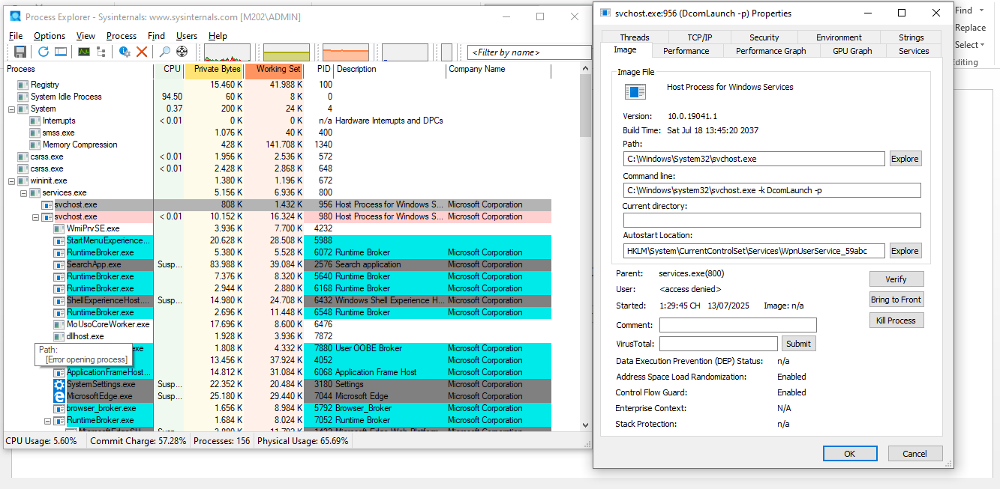 Process Explorer - Sysinternals: www.sysinternals.com [M202\ADMIN]
File Options View Process Find Users Help
<Filter by name>
Process CPU Private Bytes Working Set PID Description Company Name
Registry 15.460 K 41.988 K 100
System Idle Process 94.50 60 K 8 K 0
System 0.37 200 K 24 K 4
Interrupts < 0.01 0 K 0 K n/a Hardware Interrupts and DPCs
smss.exe 1.076 K 40 K 400
Memory Compression 428 K 141.708 K 1340
csrss.exe < 0.01 1.956 K 2.536 K 572
csrss.exe < 0.01 2.428 K 2.868 K 648
wininit.exe 1.380 K 1.196 K 672
services.exe 5.156 K 6.936 K 800
svchost.exe 808 K 1.432 K 956 Host Process for Windows S... Microsoft Corporation
svchost.exe < 0.01 10.152 K 16.324 K 980 Host Process for Windows S... Microsoft Corporation
WmiPrvSE.exe 3.936 K 7.700 K 4232
StartMenuExperience... 20.628 K 28.508 K 5988
RuntimeBroker.exe 5.380 K 5.528 K 6072 Runtime Broker Microsoft Corporation
SearchApp.exe Susp... 83.988 K 39.084 K 2576 Search application Microsoft Corporation
RuntimeBroker.exe 7.376 K 8.320 K 5640 Runtime Broker Microsoft Corporation
RuntimeBroker.exe 2.944 K 2.880 K 6168 Runtime Broker Microsoft Corporation
ShellExperienceHost.... Susp... 14.980 K 24.708 K 6432 Windows Shell Experience H... Microsoft Corporation
RuntimeBroker.exe 2.696 K 11.448 K 6548 Runtime Broker Microsoft Corporation
MoUsoCoreWorker.exe 17.696 K 8.600 K 6476
dllhost.exe 1.928 K 3.936 K 7872
xe.exe 1.808 K 4.332 K 7880 User OOBE Broker Microsoft Corporation
Path:
[Error opening process]
13.456 K 37.924 K 4052 Microsoft Corporation
ApplicationFrameHost... 14.812 K 31.084 K 6068 Application Frame Host Microsoft Corporation
SystemSettings.exe Susp... 22.352 K 20.484 K 3180 Settings Microsoft Corporation
MicrosoftEdge.exe Susp... 25.180 K 29.440 K 7044 Microsoft Edge Microsoft Corporation
browser_broker.exe 1.656 K 8.984 K 5792 Browser_Broker Microsoft Corporation
RuntimeBroker.exe 1.684 K 8.024 K 7052 Runtime Broker Microsoft Corporation
CPU Usage: 5.60% Commit Charge: 57.28% Processes: 156 Physical Usage: 65.69%
svchost.exe:956 (DcomLaunch -p) Properties
Threads TCP/IP Security Environment Strings
Image Performance Performance Graph GPU Graph Services
Image File
Host Process for Windows Services
Version: 10.0.19041.1
Build Time: Sat Jul 18 13:45:20 2037
Path:
C:\Windows\System32\svchost.exe Explore
Command line:
C:\Windows\system32\svchost.exe -k DcomLaunch -p
Current directory:
Autostart Location:
HKLM\System\CurrentControlSet\Services\WpnUserService_59abc Explore
Parent: services.exe(800)
Verify
User: <access denied>
Bring to Front
Started: 1:29:45 CH 13/07/2025 Image: n/a
Kill Process
Comment:
VirusTotal: Submit
Data Execution Prevention (DEP) Status: n/a
Address Space Load Randomization: Enabled
Control Flow Guard: Enabled
Enterprise Context: N/A
Stack Protection: n/a
OK Cancel
Find
Replace
Select
Editing